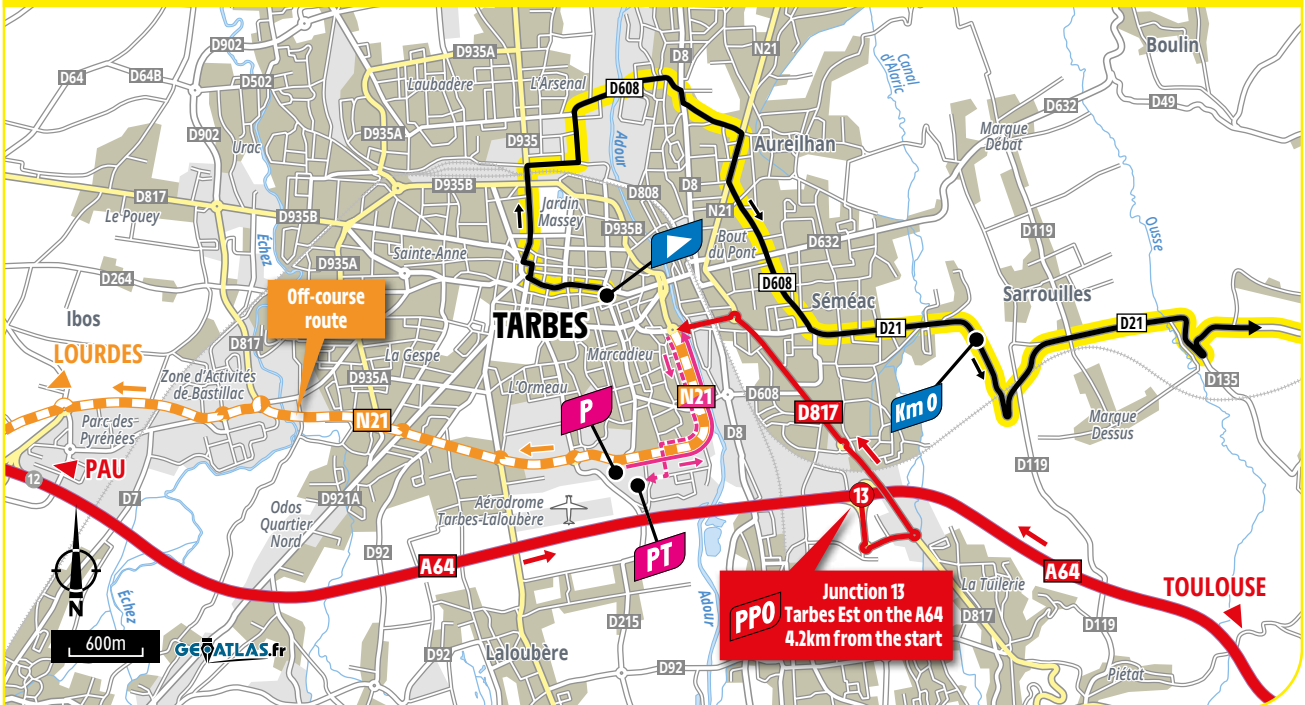 D902
D902
D64
D64B
D502
D935A
Laubadère
L'Arsenal
D608
D8
N21
Canal
d'Alaric
Boulin
D49
D632
Marque
Débat
D902
Urac
D935A
D935
Adour
Aureilhan
D817
Le Pouey
D935B
D935B
D808
D8
N21
Jardin
Massey
D935B
Bout
du Pont
D632
D119
Ousse
Échez
Sainte-Anne
D935A
D264
Off-course
route
D608
Séméac
Sarrouilles
Ibos
TARBES
D21
D21
LOURDES
D817
La Gespe
Marcadieu
Zone d'Activités
de Bastillac
D935A
L'Ormeau
N21
D608
D817
Km 0
D135
Parc-des-
Pyrénées
N21
P
D8
Marque
Dessus
PAU
12
D7
D921A
Odos
Quartier
Nord
Aérodrome
Tarbes-Laloubère
13
D119
D92
PT
A64
A64
N
Échez
600m
GEOATLAS.fr
D215
Adour
PPO
Junction 13
Tarbes Est on the A64
4.2km from the start
La Tuilerie
D817
D119
TOULOUSE
D92
Laloubère
D92
Piétat